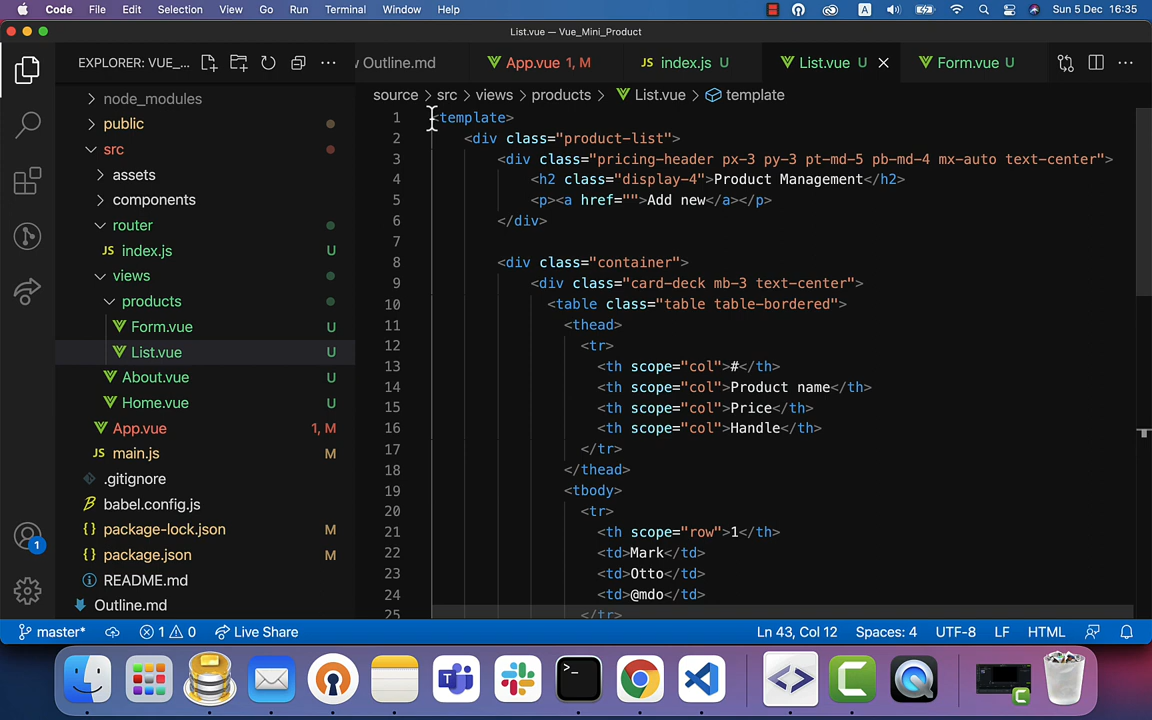 Code File Edit Selection View Go Run Terminal Window Help A Sun 5 Dec 16:35
List.vue — Vue_Mini_Product
EXPLORER: VUE_... Outline.md App.vue 1, M JS index.js U List.vue U Form.vue U
source > src > views > products > List.vue > template
node_modules
public
src
assets
components
router
JS index.js U
views
products
Form.vue U
List.vue U
About.vue U
Home.vue U
App.vue 1, M
JS main.js M
.gitignore
babel.config.js
{} package-lock.json M
{} package.json M
README.md
Outline.md
1 <template>
2 <div class="product-list">
3 <div class="pricing-header px-3 py-3 pt-md-5 pb-md-4 mx-auto text-center">
4 <h2 class="display-4">Product Management</h2>
5 <p><a href="">Add new</a></p>
6 </div>
7
8 <div class="container">
9 <div class="card-deck mb-3 text-center">
10 <table class="table table-bordered">
11 <thead>
12 <tr>
13 <th scope="col">#</th>
14 <th scope="col">Product name</th>
15 <th scope="col">Price</th>
16 <th scope="col">Handle</th>
17 </tr>
18 </thead>
19 <tbody>
20 <tr>
21 <th scope="row">1</th>
22 <td>Mark</td>
23 <td>Otto</td>
24 <td>@mdo</td>
25 </tr>
1
master* 1 0 Live Share Ln 43, Col 12 Spaces: 4 UTF-8 LF HTML